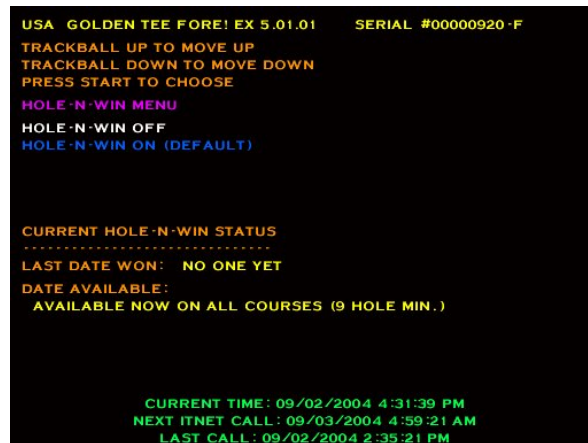 USA GOLDEN TEE FORE! EX 5.01.01 SERIAL #00000920-F
TRACKBALL UP TO MOVE UP
TRACKBALL DOWN TO MOVE DOWN
PRESS START TO CHOOSE
HOLE-N-WIN MENU
HOLE-N-WIN OFF
HOLE-N-WIN ON (DEFAULT)
CURRENT HOLE-N-WIN STATUS
------------------------------
LAST DATE WON: NO ONE YET
DATE AVAILABLE:
AVAILABLE NOW ON ALL COURSES (9 HOLE MIN.)
CURRENT TIME: 09/02/2004 4:31:39 PM
NEXT ITNET CALL: 09/03/2004 4:59:21 AM
LAST CALL: 09/02/2004 2:35:21 PM